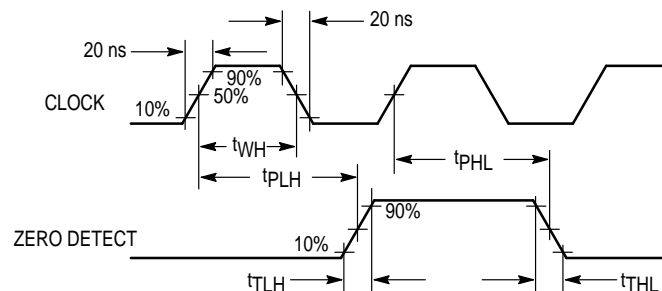 20 ns
20 ns
90%
50%
10%
CLOCK
tWH
tPLH
tPHL
90%
ZERO DETECT
10%
tTLH
tTHL